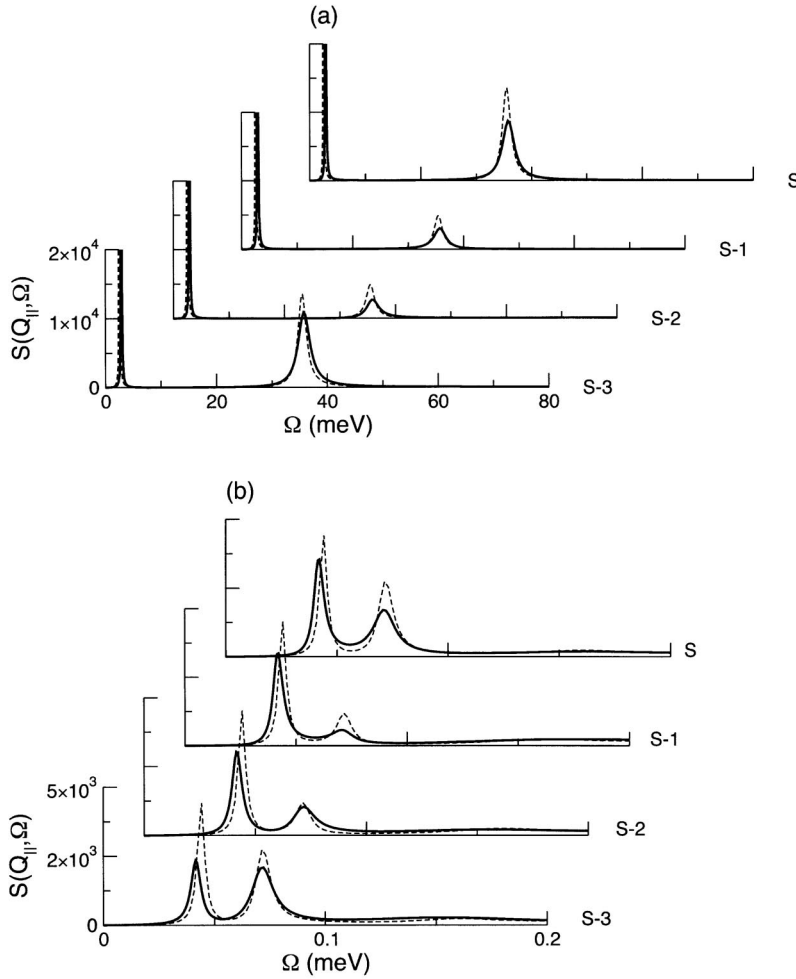 (a)
S
S-1
S-2
S-3
2×10⁴
1×10⁴
0
S(Q||,Ω)
0
20
40
60
80
Ω (meV)
(b)
S
S-1
S-2
S-3
5×10³
2×10³
0
S(Q||,Ω)
0
0.1
0.2
Ω (meV)